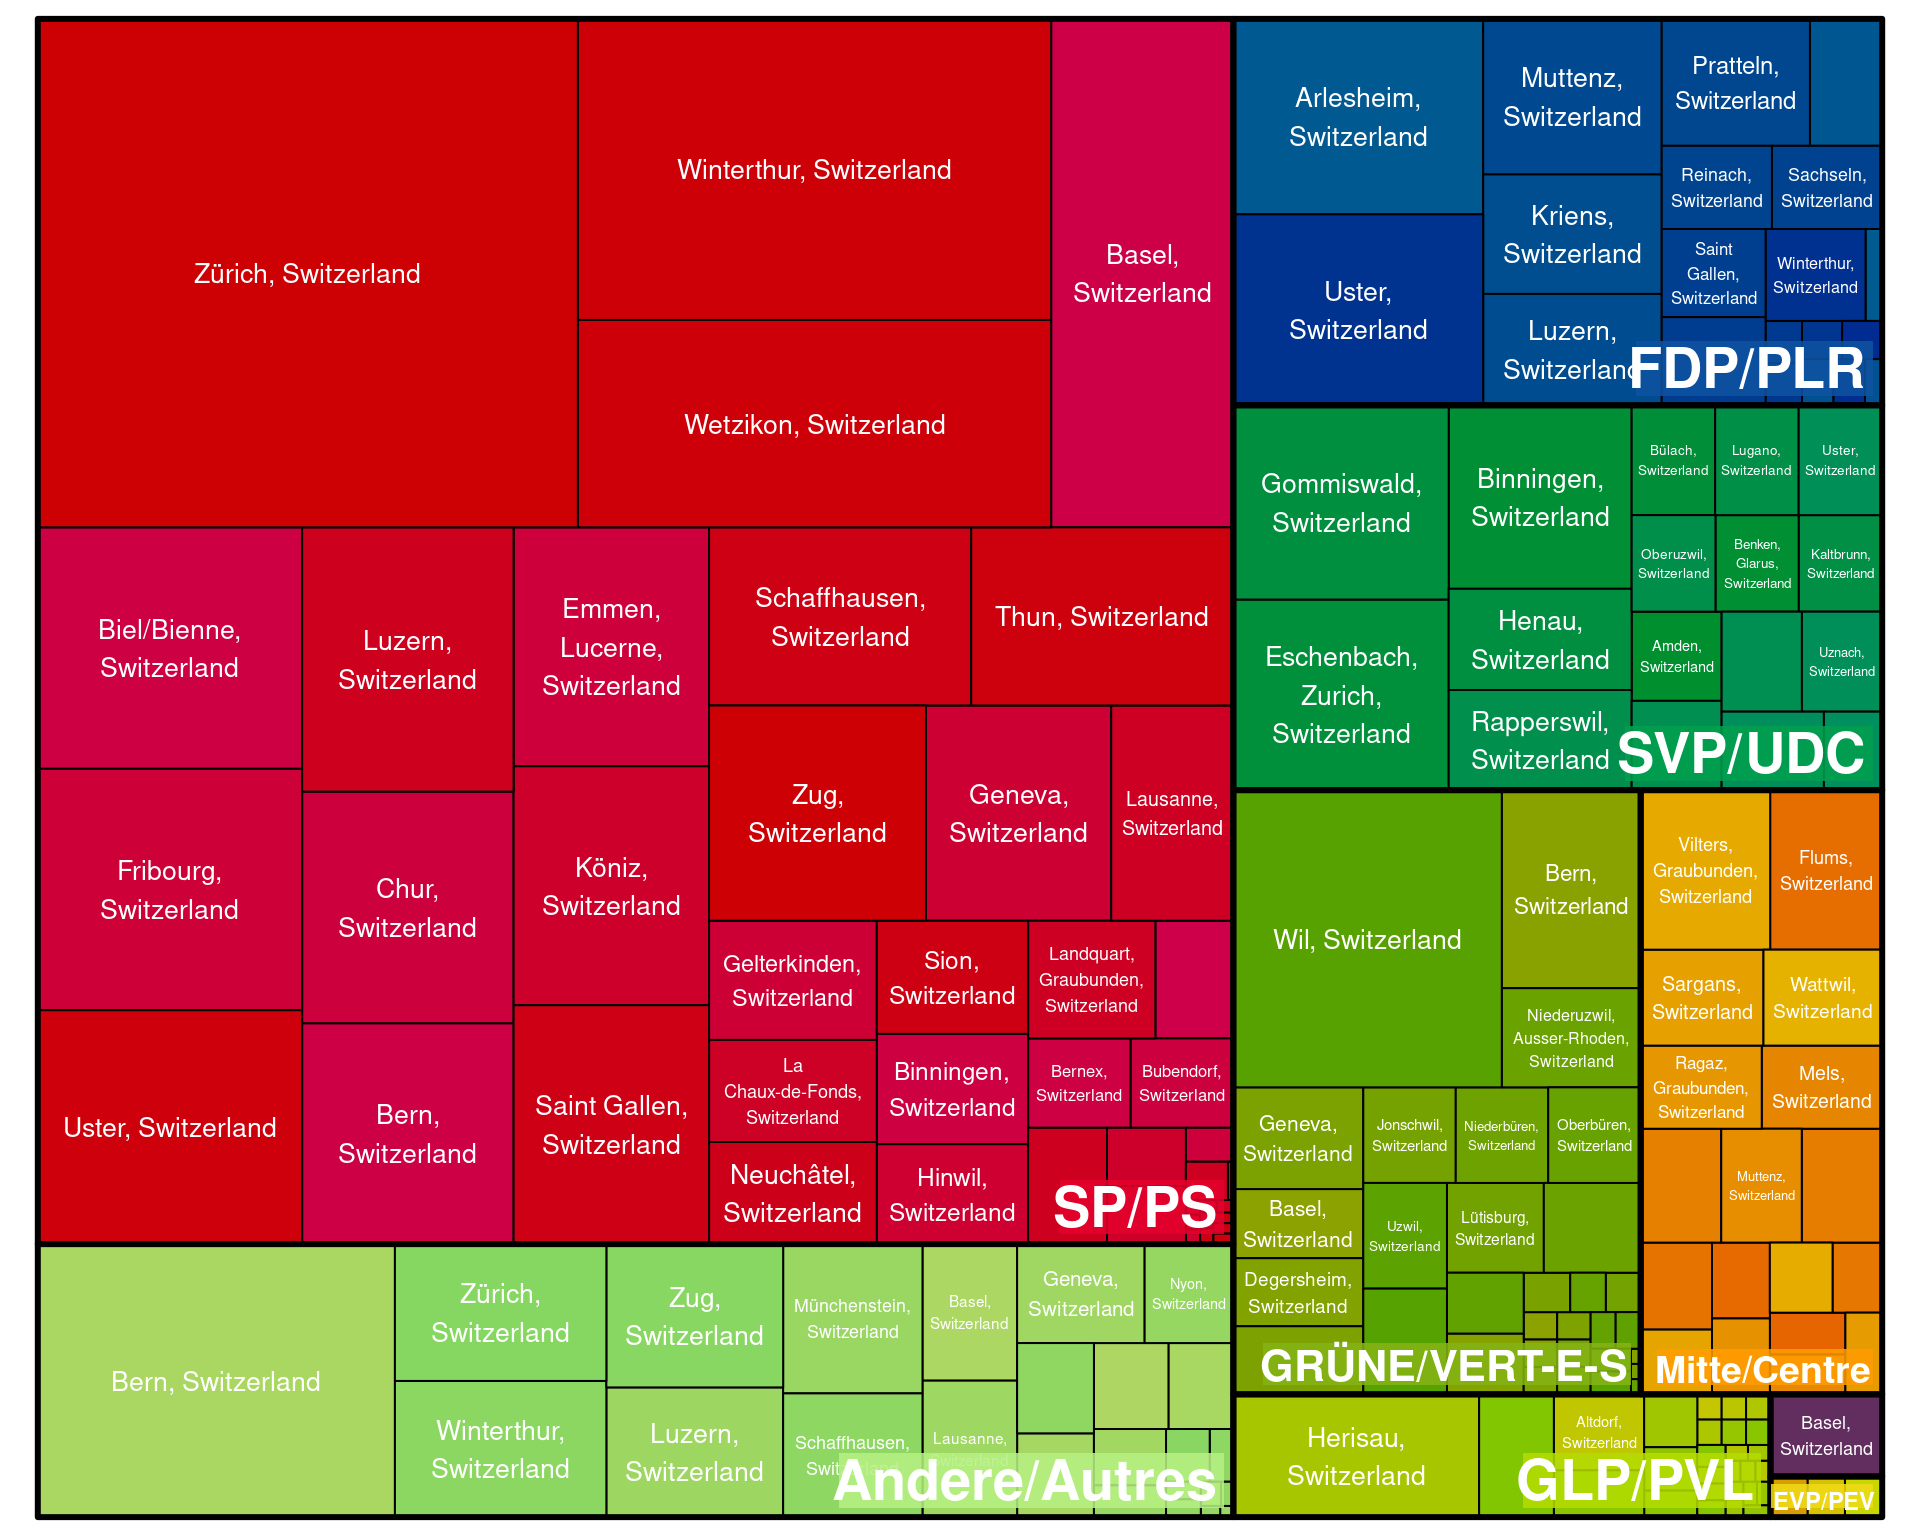 Zürich, Switzerland
Winterthur, Switzerland
Wetzikon, Switzerland
Basel,
Switzerland
Biel/Bienne,
Switzerland
Fribourg,
Switzerland
Uster, Switzerland
Luzern,
Switzerland
Chur,
Switzerland
Bern,
Switzerland
Emmen,
Lucerne,
Switzerland
Köniz,
Switzerland
Saint Gallen,
Switzerland
Schaffhausen,
Switzerland
Thun, Switzerland
Zug,
Switzerland
Geneva,
Switzerland
Lausanne,
Switzerland
Gelterkinden,
Switzerland
La
Chaux-de-Fonds,
Switzerland
Neuchâtel,
Switzerland
Sion,
Switzerland
Binningen,
Switzerland
Hinwil,
Switzerland
Landquart,
Graubunden,
Switzerland
Bernex,
Switzerland
Bubendorf,
Switzerland
SP/PS
Bern, Switzerland
Zürich,
Switzerland
Winterthur,
Switzerland
Zug,
Switzerland
Luzern,
Switzerland
Münchenstein,
Switzerland
Schaffhausen,
Switzerland
Basel,
Switzerland
Lausanne,
Switzerland
Geneva,
Switzerland
Nyon,
Switzerland
Andere/Autres
Arlesheim,
Switzerland
Uster,
Switzerland
Muttenz,
Switzerland
Kriens,
Switzerland
Luzern,
Switzerland
Pratteln,
Switzerland
Reinach,
Switzerland
Sachseln,
Switzerland
Saint
Gallen,
Switzerland
Winterthur,
Switzerland
FDP/PLR
Gommiswald,
Switzerland
Eschenbach,
Zurich,
Switzerland
Binningen,
Switzerland
Henau,
Switzerland
Rapperswil,
Switzerland
Bülach,
Switzerland
Lugano,
Switzerland
Uster,
Switzerland
Oberuzwil,
Switzerland
Benken,
Glarus,
Switzerland
Kaltbrunn,
Switzerland
Amden,
Switzerland
Uznach,
Switzerland
SVP/UDC
Wil, Switzerland
Bern,
Switzerland
Niederuzwil,
Ausser-Rhoden,
Switzerland
Geneva,
Switzerland
Basel,
Switzerland
Degersheim,
Switzerland
Jonschwil,
Switzerland
Niederbüren,
Switzerland
Oberbüren,
Switzerland
Uzwil,
Switzerland
Lütisburg,
Switzerland
GRÜNE/VERT-E-S
Vilters,
Graubunden,
Switzerland
Flums,
Switzerland
Sargans,
Switzerland
Wattwil,
Switzerland
Ragaz,
Graubunden,
Switzerland
Mels,
Switzerland
Muttenz,
Switzerland
Mitte/Centre
Herisau,
Switzerland
Altdorf,
Switzerland
GLP/PVL
Basel,
Switzerland
EVP/PEV